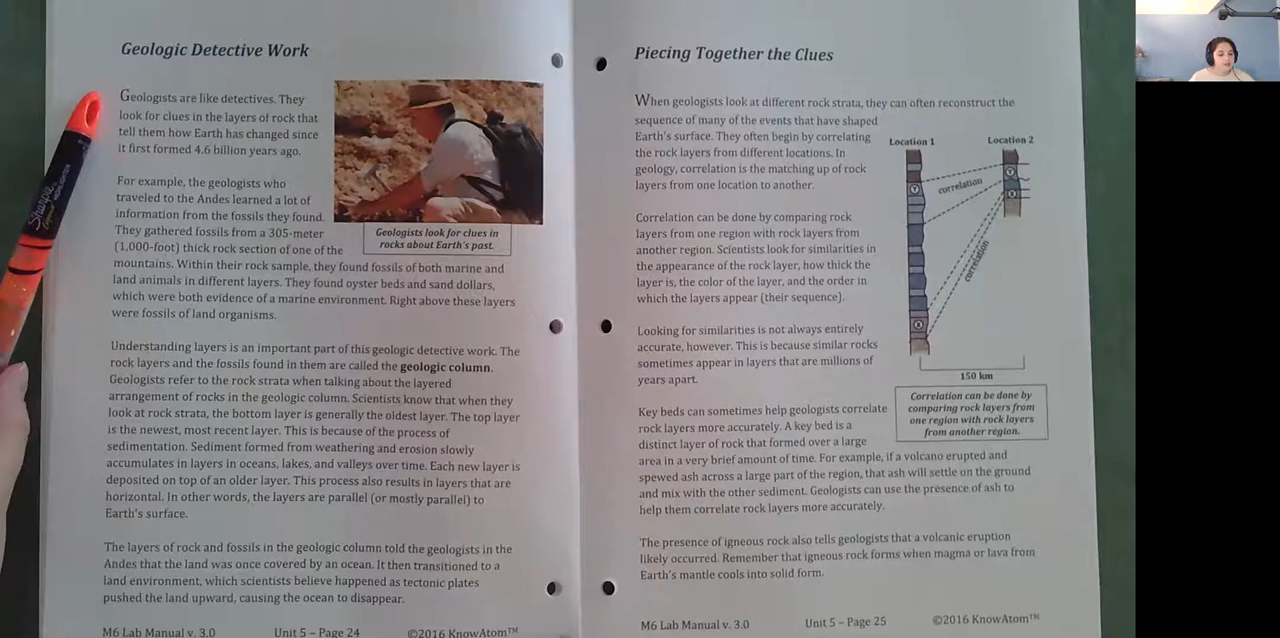 Geologic Detective Work
Geologists are like detectives. They
look for clues in the layers of rock that
tell them how Earth has changed since
it first formed 4.6 billion years ago.
For example, the geologists who
traveled to the Andes learned a lot of
information from the fossils they found.
They gathered fossils from a 305-meter
(1,000-foot) thick rock section of one of the
mountains. Within their rock sample, they found fossils of both marine and
land animals in different layers. They found oyster beds and sand dollars,
which were both evidence of a marine environment. Right above these layers
were fossils of land organisms.
Geologists look for clues in
rocks about Earth's past.
Understanding layers is an important part of this geologic detective work. The
rock layers and the fossils found in them are called the geologic column.
Geologists refer to the rock strata when talking about the layered
arrangement of rocks in the geologic column. Scientists know that when they
look at rock strata, the bottom layer is generally the oldest layer. The top layer
is the newest, most recent layer. This is because of the process of
sedimentation. Sediment formed from weathering and erosion slowly
accumulates in layers in oceans, lakes, and valleys over time. Each new layer is
deposited on top of an older layer. This process also results in layers that are
horizontal. In other words, the layers are parallel (or mostly parallel) to
Earth's surface.
The layers of rock and fossils in the geologic column told the geologists in the
Andes that the land was once covered by an ocean. It then transitioned to a
land environment, which scientists believe happened as tectonic plates
pushed the land upward, causing the ocean to disappear.
M6 Lab Manual v. 3.0 Unit 5 – Page 24 ©2016 KnowAtom™
Sharpie
Piecing Together the Clues
When geologists look at different rock strata, they can often reconstruct the
sequence of many of the events that have shaped
Earth's surface. They often begin by correlating
the rock layers from different locations. In
geology, correlation is the matching up of rock
layers from one location to another.
Correlation can be done by comparing rock
layers from one region with rock layers from
another region. Scientists look for similarities in
the appearance of the rock layer, how thick the
layer is, the color of the layer, and the order in
which the layers appear (their sequence).
Looking for similarities is not always entirely
accurate, however. This is because similar rocks
sometimes appear in layers that are millions of
years apart.
Location 1 Location 2
Y
Y
X
X
correlation
correlation
150 km
Correlation can be done by
comparing rock layers from
one region with rock layers
from another region.
Key beds can sometimes help geologists correlate
rock layers more accurately. A key bed is a
distinct layer of rock that formed over a large
area in a very brief amount of time. For example, if a volcano erupted and
spewed ash across a large part of the region, that ash will settle on the ground
and mix with the other sediment. Geologists can use the presence of ash to
help them correlate rock layers more accurately.
The presence of igneous rock also tells geologists that a volcanic eruption
likely occurred. Remember that igneous rock forms when magma or lava from
Earth's mantle cools into solid form.
M6 Lab Manual v. 3.0 Unit 5 – Page 25 ©2016 KnowAtom™